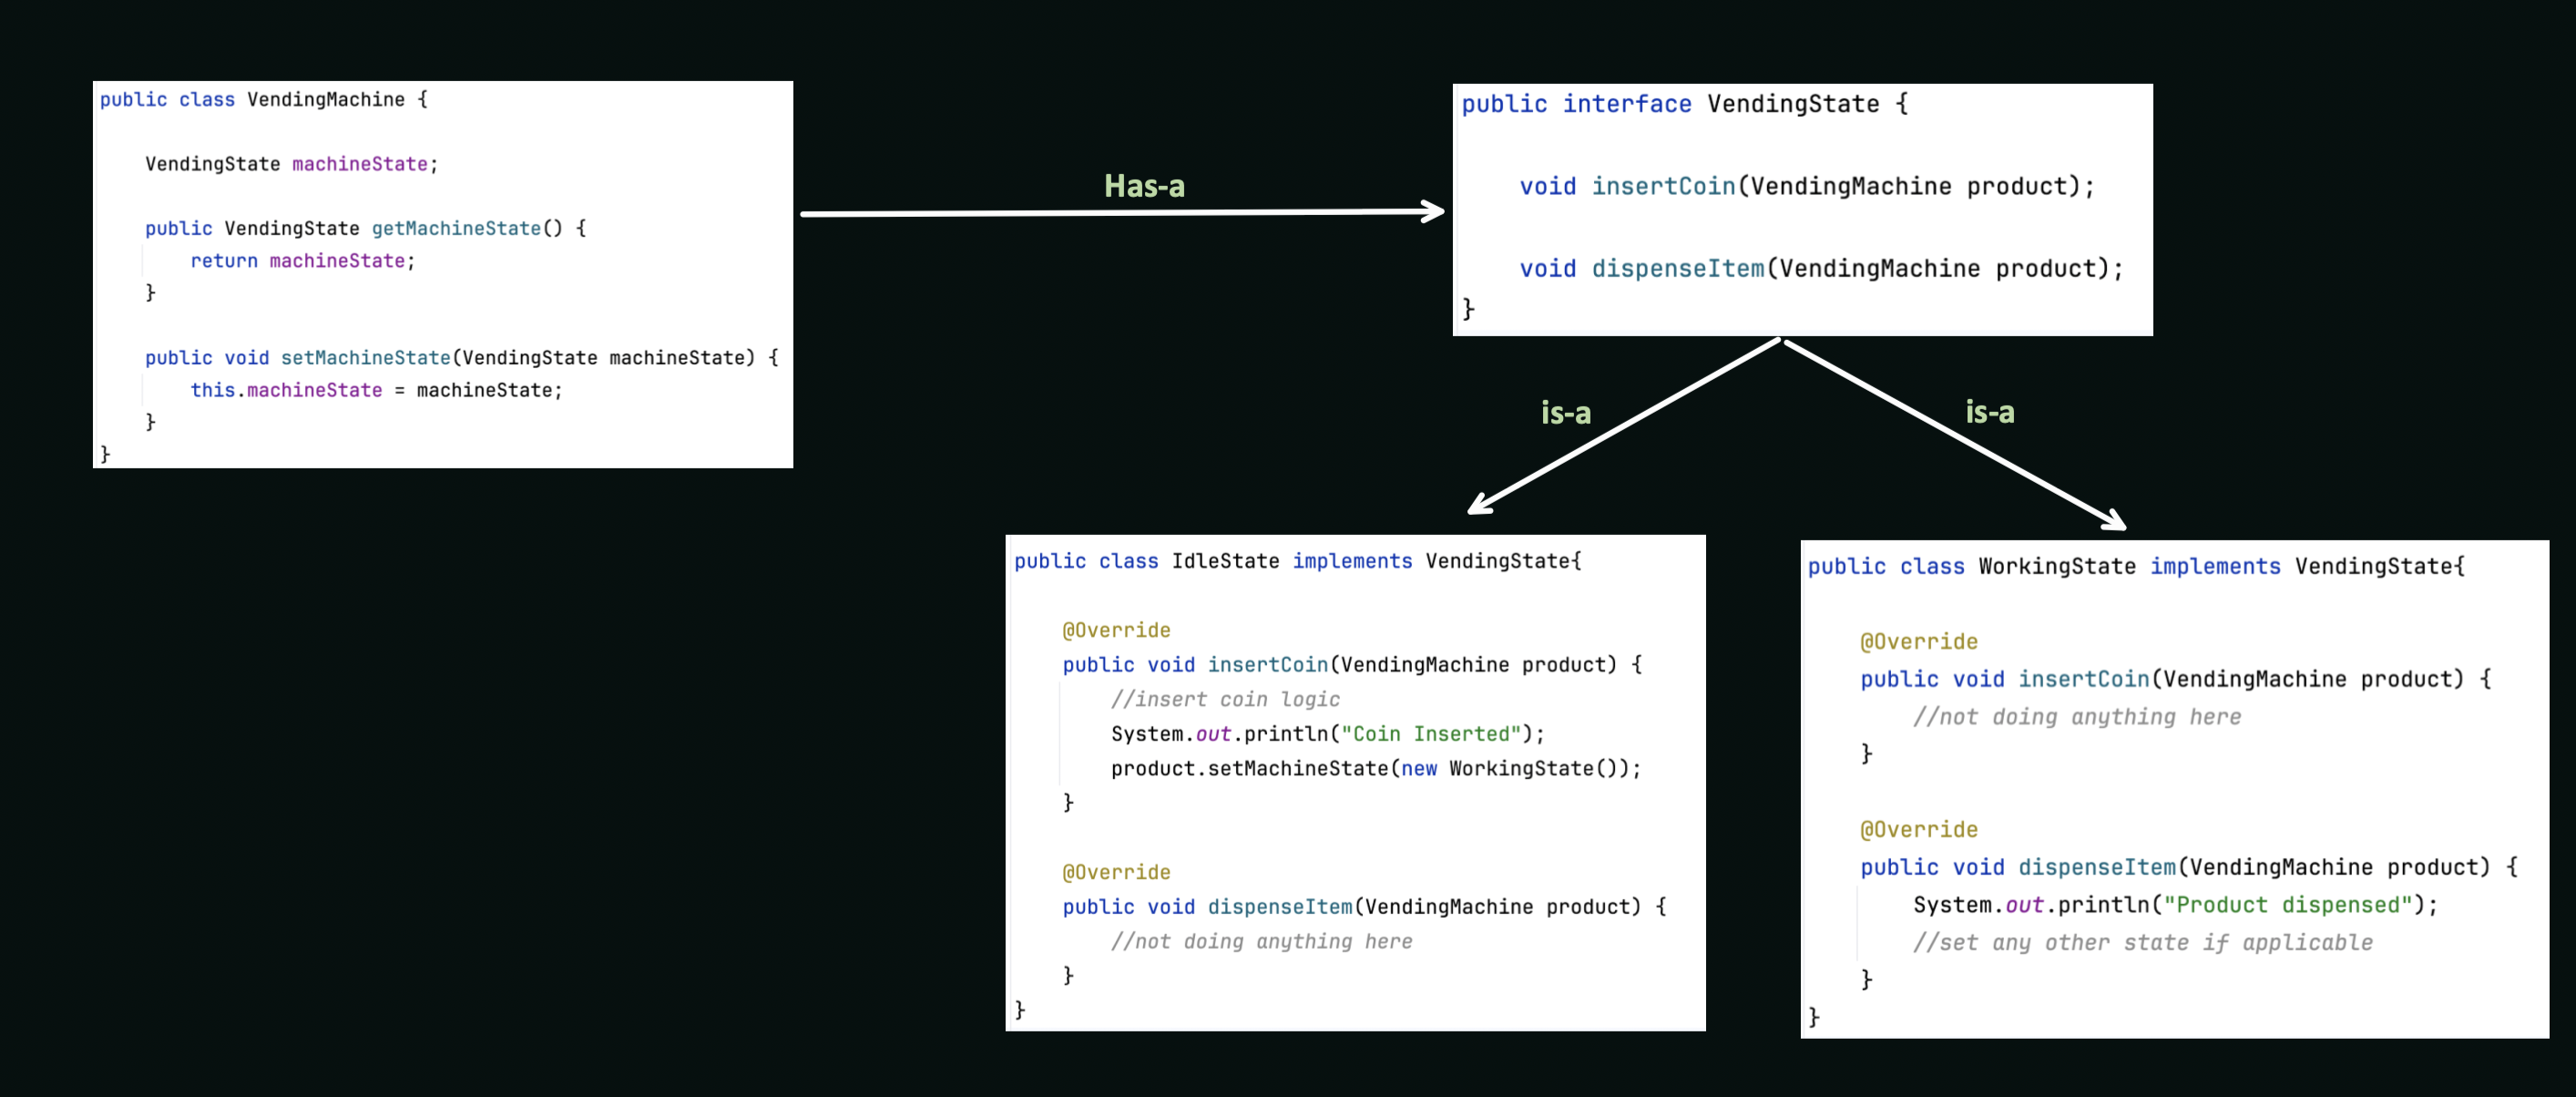 public class VendingMachine {
VendingState machineState;
public VendingState getMachineState() {
return machineState;
}
public void setMachineState(VendingState machineState) {
this.machineState = machineState;
}
}
Has-a
public interface VendingState {
void insertCoin(VendingMachine product);
void dispenseItem(VendingMachine product);
}
is-a
is-a
public class IdleState implements VendingState{
@Override
public void insertCoin(VendingMachine product) {
//insert coin logic
System.out.println("Coin Inserted");
product.setMachineState(new WorkingState());
}
@Override
public void dispenseItem(VendingMachine product) {
//not doing anything here
}
}
public class WorkingState implements VendingState{
@Override
public void insertCoin(VendingMachine product) {
//not doing anything here
}
@Override
public void dispenseItem(VendingMachine product) {
System.out.println("Product dispensed");
//set any other state if applicable
}
}